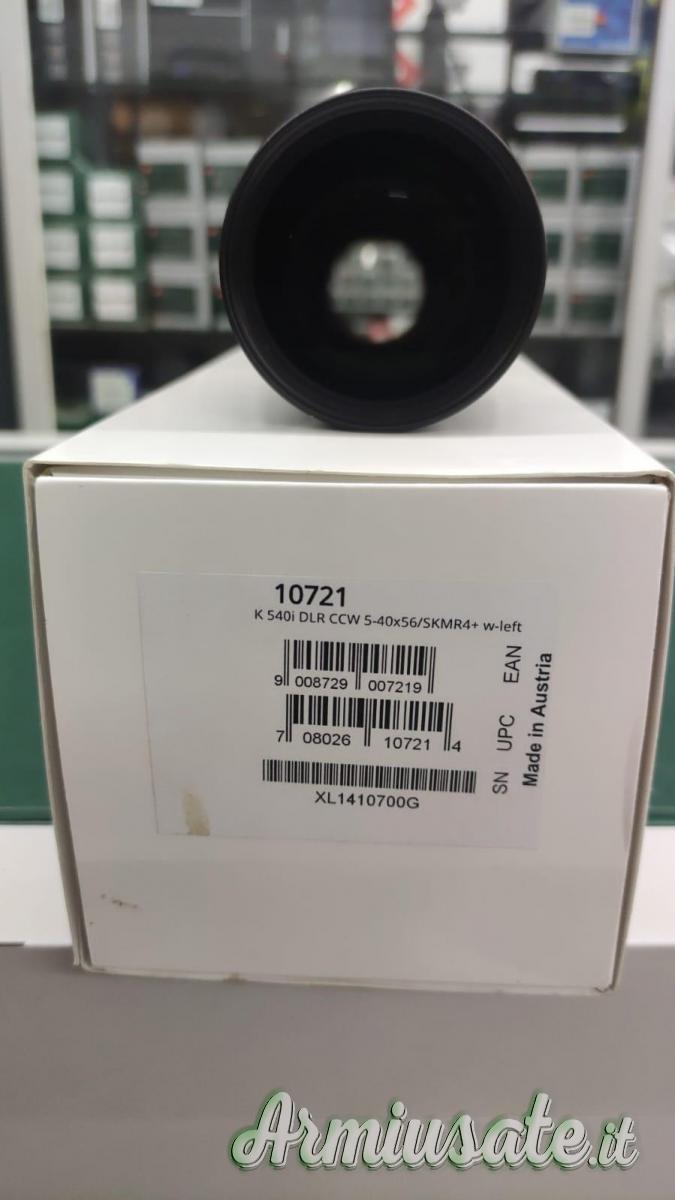 10721
K 540i DLR CCW 5-40x56/SKMR4+ w-left
9 008729 007219
EAN
7 08026 10721 4
UPC
XL1410700G
SN
Made in Austria
Armiusate.it